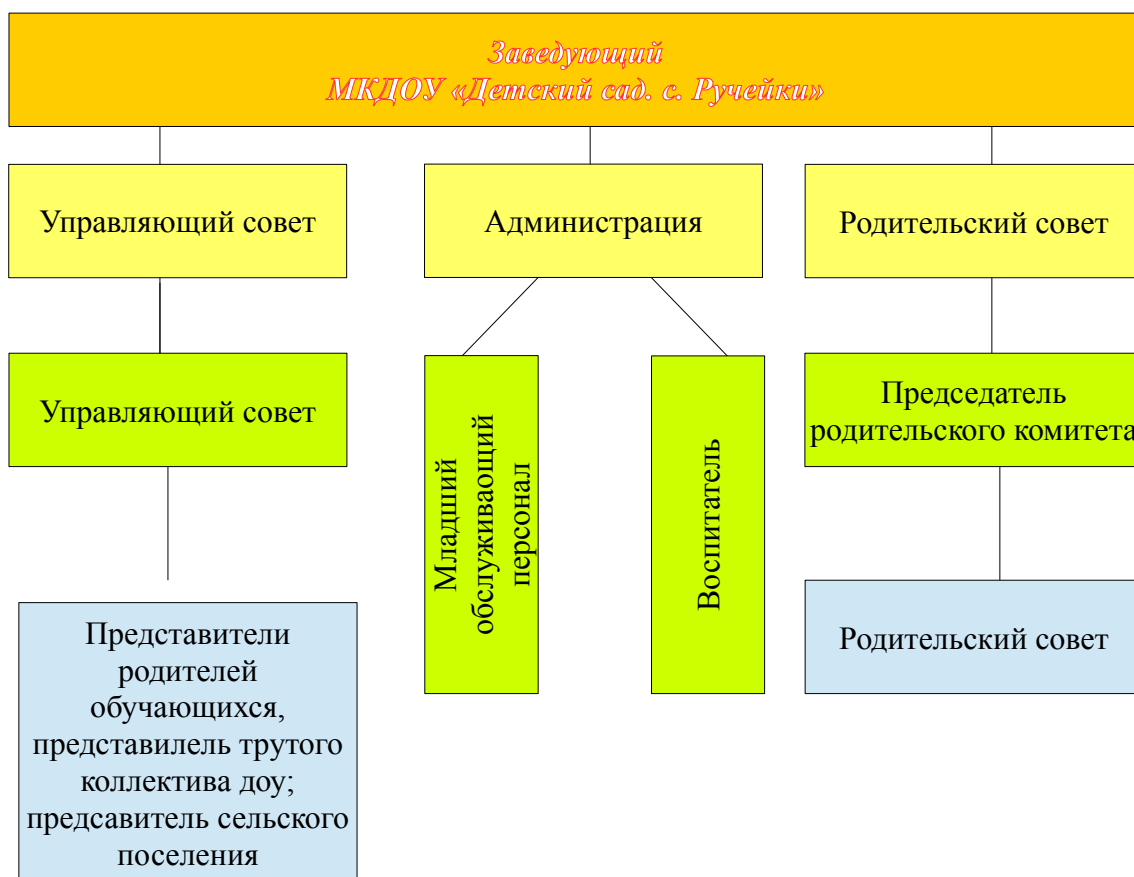 Заведующий
МКДОУ «Детский сад. с. Ручейки»
Управляющий совет
Администрация
Родительский совет
Управляющий совет
Младший
обслуживающий
персонал
Воспитатель
Председатель
родительского комитета
Представители
родителей
обучающихся,
представилель трутого
коллектива доу;
предсавитель сельского
поселения
Родительский совет